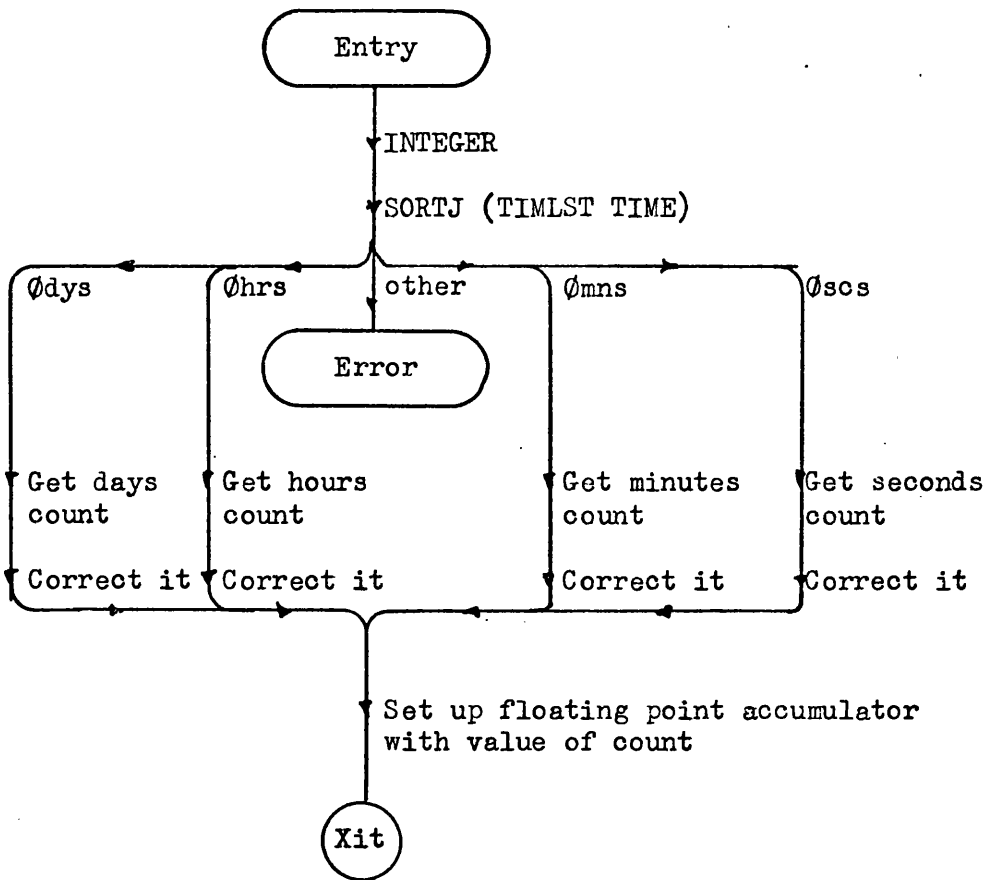 Entry
INTEGER
SORTJ (TIMLST TIME)
Ødys
Øhrs
other
Ømns
Øscs
Error
Get days
count
Get hours
count
Get minutes
count
Get seconds
count
Correct it
Correct it
Correct it
Correct it
Set up floating point accumulator
with value of count
Xit